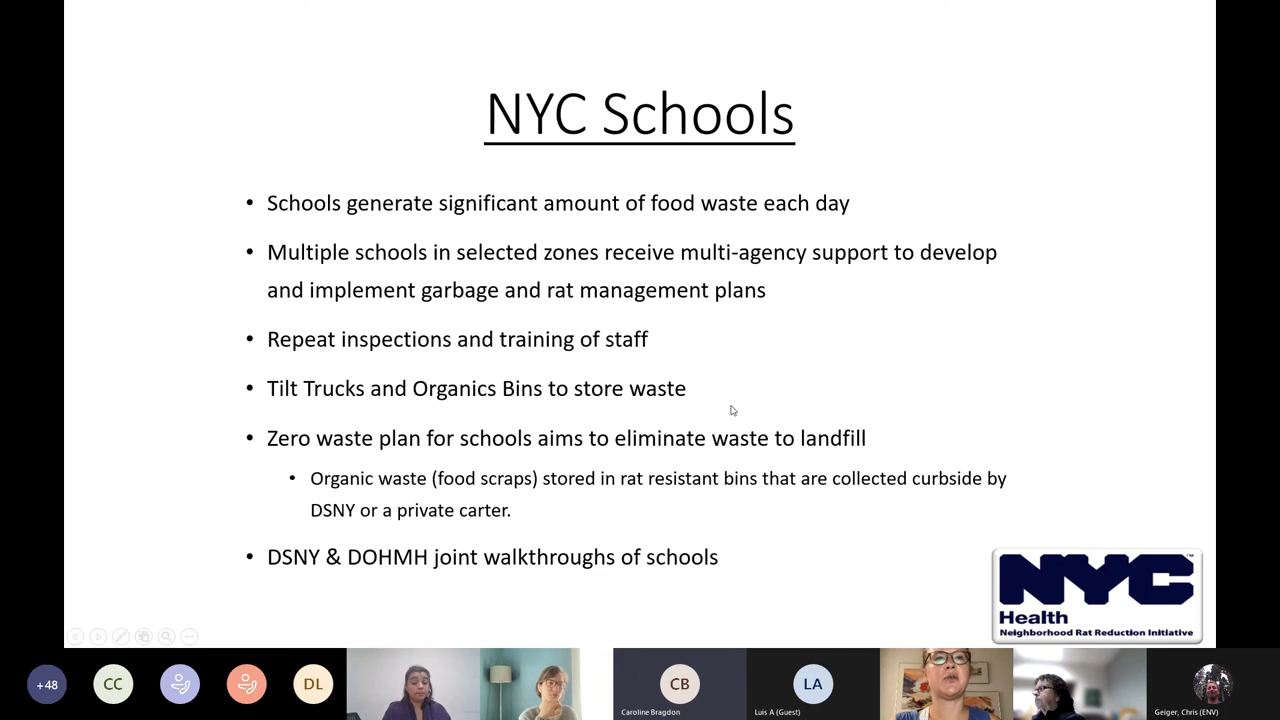 NYC Schools
• Schools generate significant amount of food waste each day
• Multiple schools in selected zones receive multi-agency support to develop
and implement garbage and rat management plans
• Repeat inspections and training of staff
• Tilt Trucks and Organics Bins to store waste
• Zero waste plan for schools aims to eliminate waste to landfill
• Organic waste (food scraps) stored in rat resistant bins that are collected curbside by
DSNY or a private carter.
• DSNY & DOHMH joint walkthroughs of schools
NYC™
Health
Neighborhood Rat Reduction Initiative
+48
CC
DL
CB
LA
Caroline Bragdon
Luis A (Guest)
Geiger, Chris (ENV)